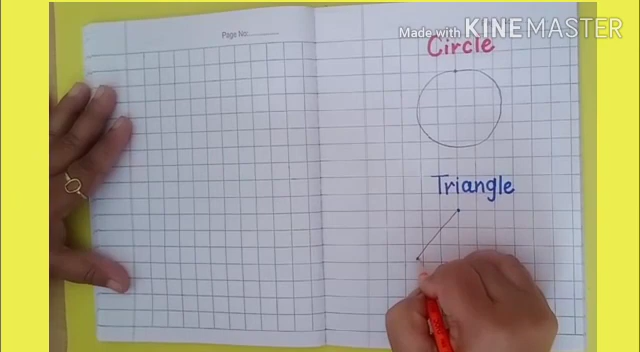 Page No:..............
Made with KINEMASTER
Circle
Triangle